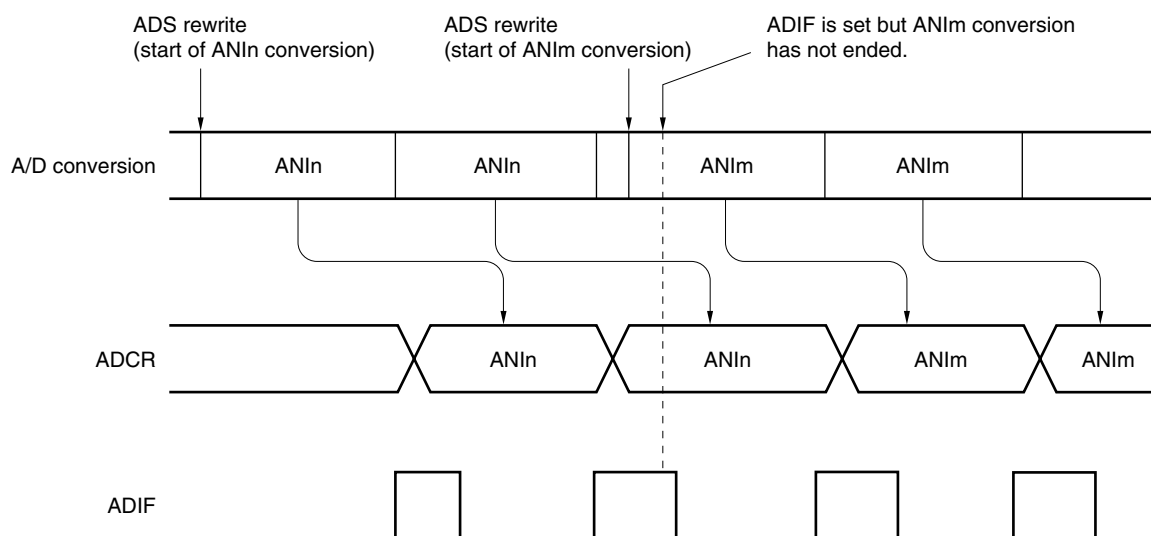 ADS rewrite
(start of ANIn conversion)
ADS rewrite
(start of ANIm conversion)
ADIF is set but ANIm conversion
has not ended.
A/D conversion
ANIn
ANIn
ANIm
ANIm
ADCR
ANIn
ANIn
ANIm
ANIm
ADIF